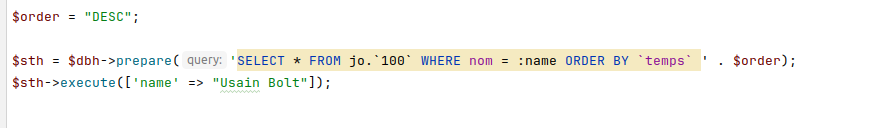 $order = "DESC";
$sth = $dbh->prepare( query: 'SELECT * FROM jo.`100` WHERE nom = :name ORDER BY `temps` ' . $order);
$sth->execute(['name' => "Usain Bolt"]);